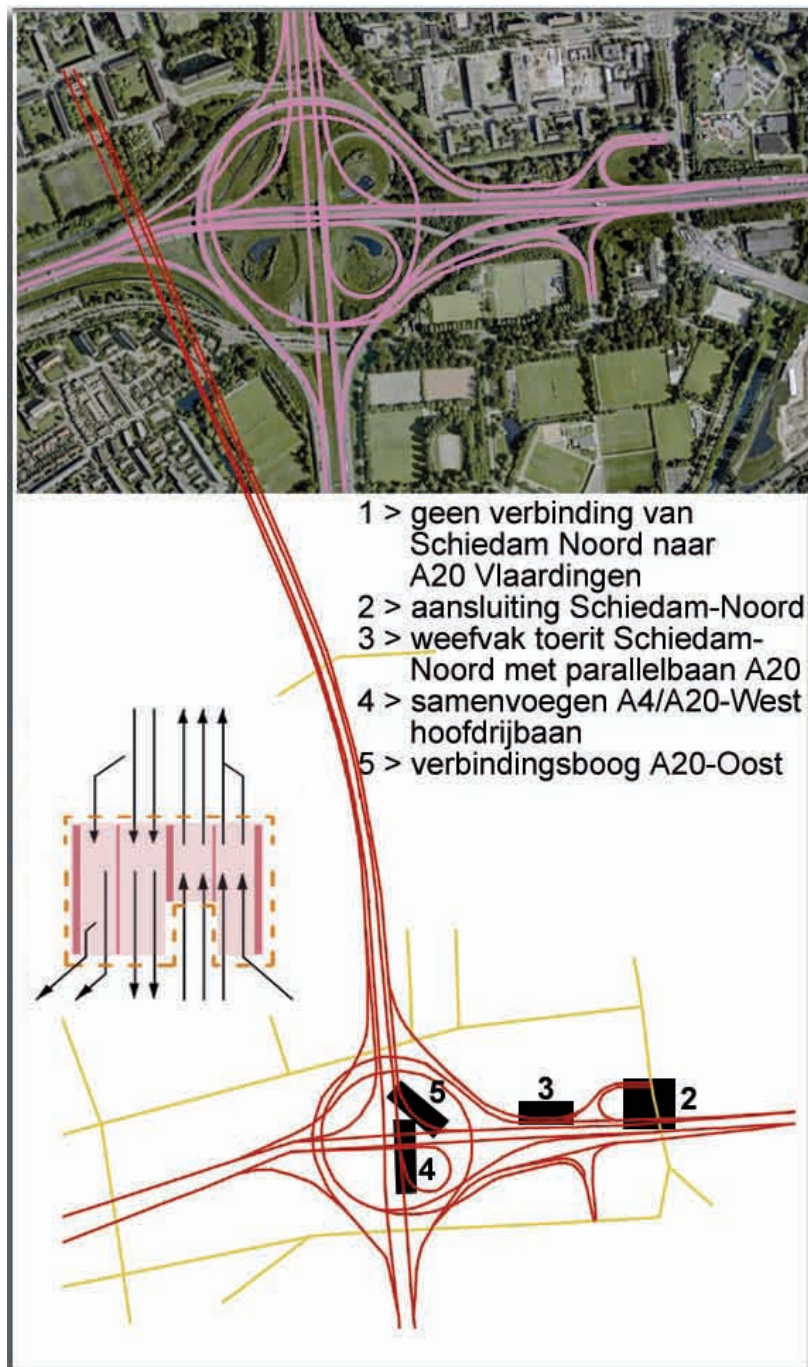 1 > geen verbinding van
Schiedam Noord naar
A20 Vlaardingen
2 > aansluiting Schiedam-Noord
3 > weefvak toerit Schiedam-
Noord met parallelbaan A20
4 > samenvoegen A4/A20-West
hoofdrijbaan
5 > verbindingsboog A20-Oost
5
3
2
4